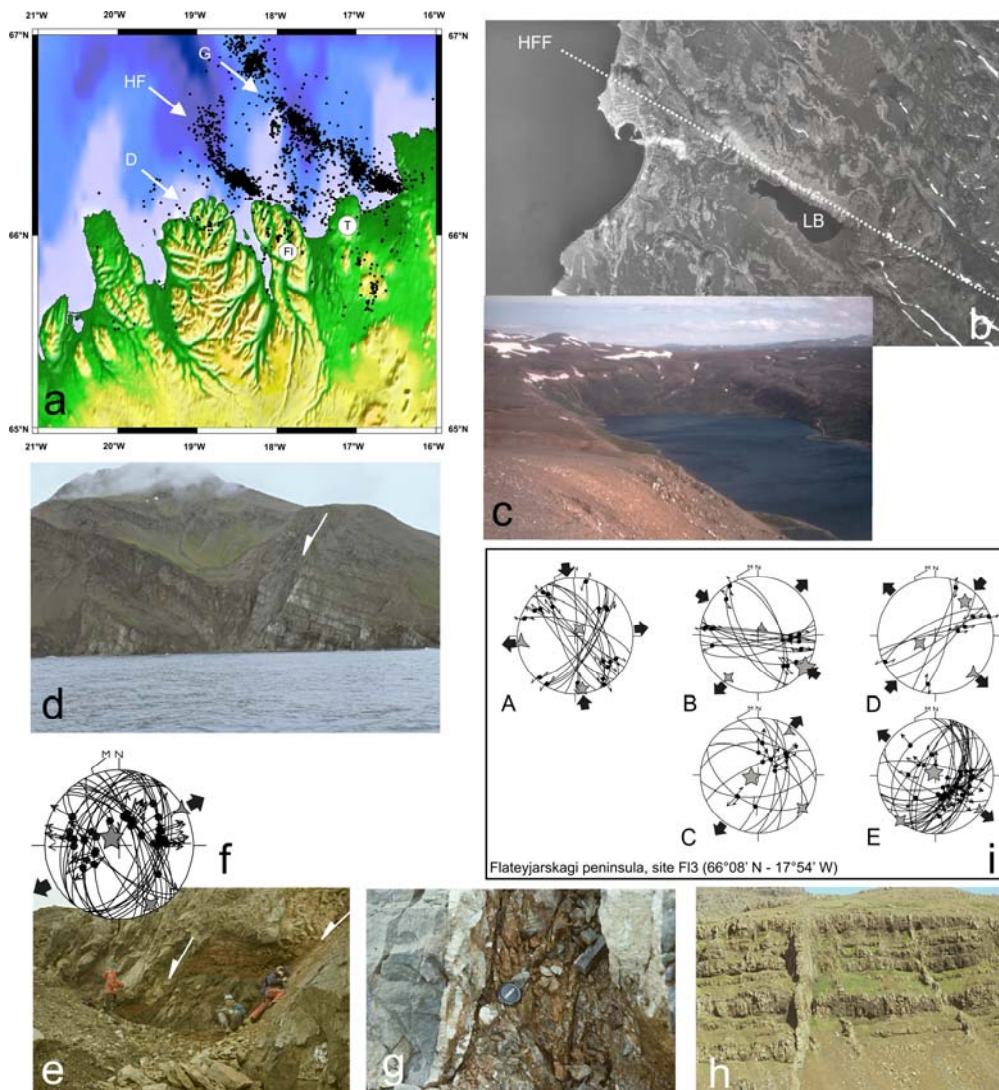 21°W 20°W 19°W 18°W 17°W 16°W
67°N 67°N
G
HF
D
66°N 66°N
T
Fl
a
65°N 65°N
21°W 20°W 19°W 18°W 17°W 16°W
HFF
LB
b
c
d
M N
f
e
g
h
M N
A
M N
B
M N
D
M N
C
M N
E
Flateyjarskagi peninsula, site Fl3 (66°08' N - 17°54' W)
i